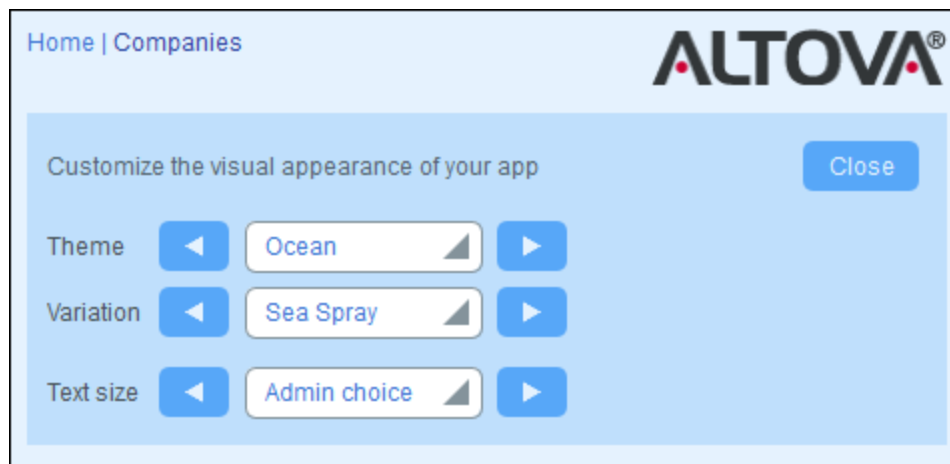 Home | Companies
ALTOVA®
Customize the visual appearance of your app
Close
Theme
Ocean
Variation
Sea Spray
Text size
Admin choice